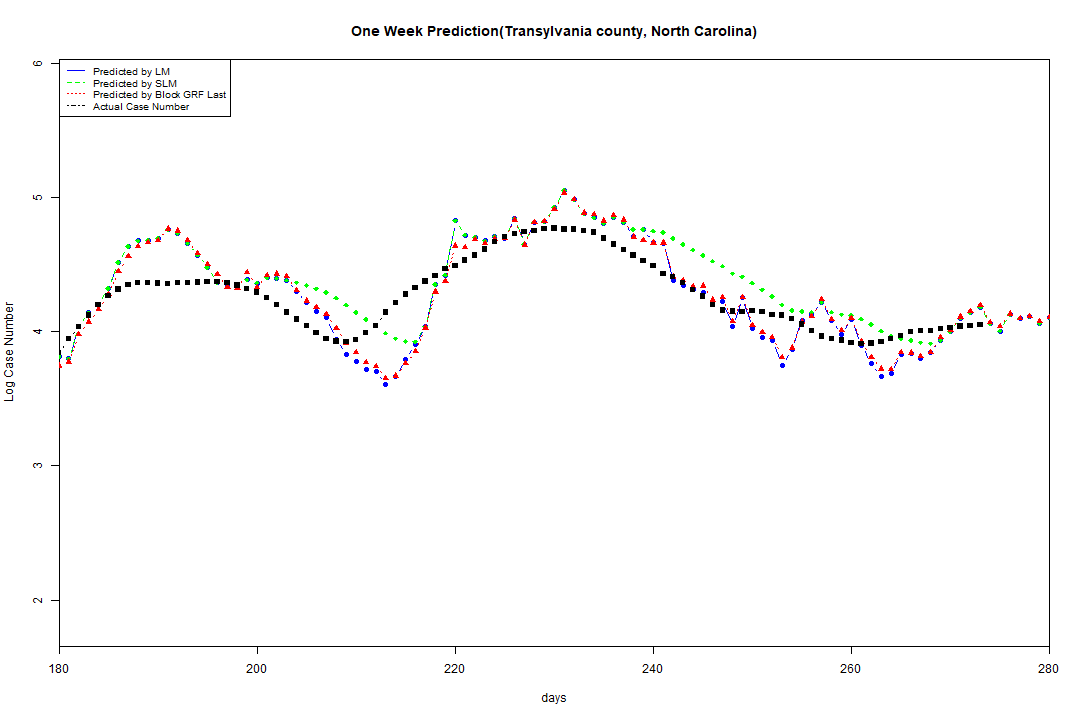 One Week Prediction(Transylvania county, North Carolina)
Predicted by LM
Predicted by SLM
Predicted by Block GRF Last
Actual Case Number
6
5
4
3
2
Log Case Number
180 200 220 240 260 280
days